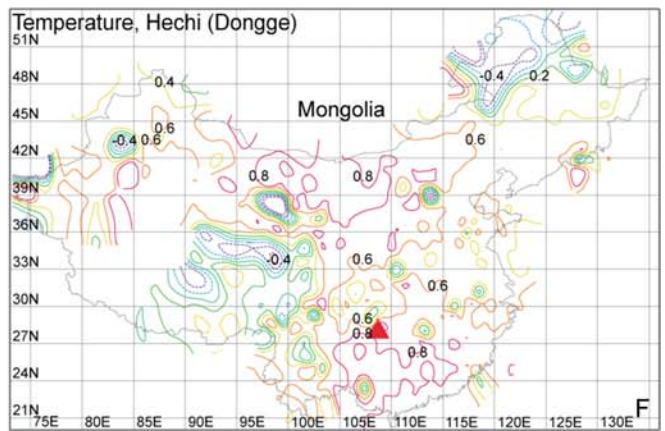 Temperature, Hechi (Dongge)
51N
48N
0.4
-0.4
0.2
45N
Mongolia
0.6
-0.4
0.6
0.6
42N
0.8
0.8
39N
36N
-0.4
0.6
33N
0.6
30N
0.6
0.8
27N
0.8
24N
21N
75E 80E 85E 90E 95E 100E 105E 110E 115E 120E 125E 130E
F